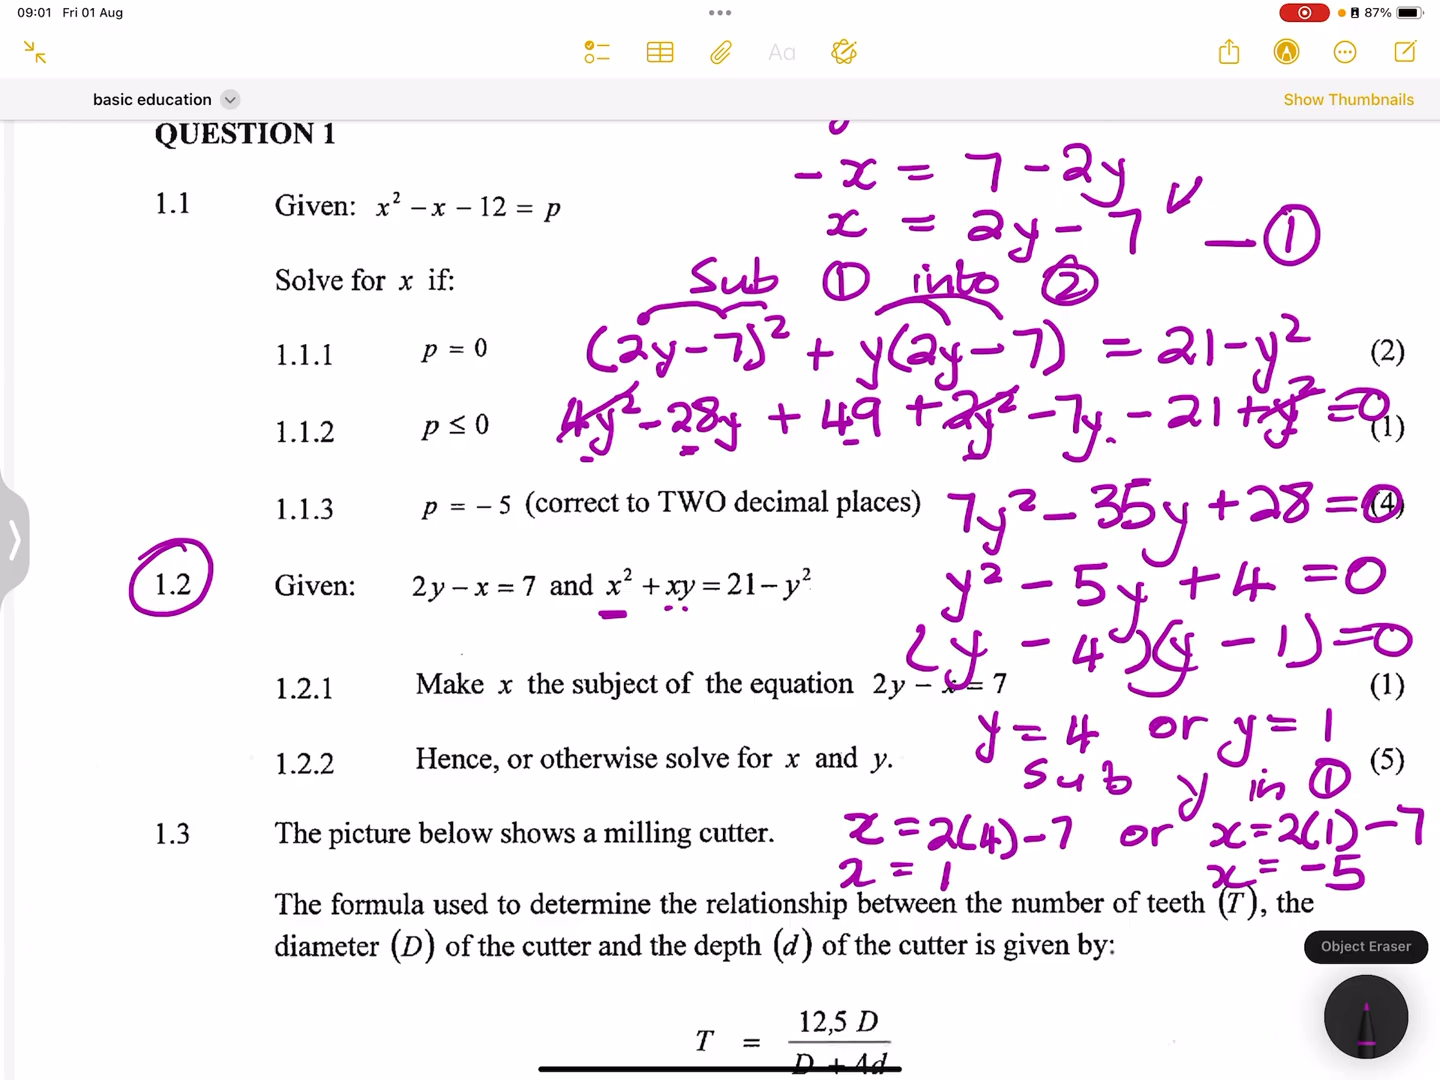 09:01 Fri 01 Aug
87%
Aa
basic education
Show Thumbnails
QUESTION 1
- x = 7 - 2y
x = 2y - 7 ✓ — ①
1.1 Given: x² − x − 12 = p
Sub ① into ②
Solve for x if:
(2y - 7)² + y(2y - 7) = 21 - y²
1.1.1 p = 0 (2)
4y² - 28y + 49 + 2y² - 7y - 21 + y² = 0
1.1.2 p ≤ 0 (1)
1.1.3 p = − 5 (correct to TWO decimal places) (4)
7y² - 35y + 28 = 0
1.2 Given: 2y − x = 7 and x² + xy = 21 − y²
y² - 5y + 4 = 0
(y - 4)(y - 1) = 0
1.2.1 Make x the subject of the equation 2y − x = 7 (1)
y = 4 or y = 1
1.2.2 Hence, or otherwise solve for x and y. (5)
Sub y in ①
1.3 The picture below shows a milling cutter.
x = 2(4) - 7 or x = 2(1) - 7
x = 1 x = -5
The formula used to determine the relationship between the number of teeth (T), the
diameter (D) of the cutter and the depth (d) of the cutter is given by:
Object Eraser
T = 12,5 D / D + 4d